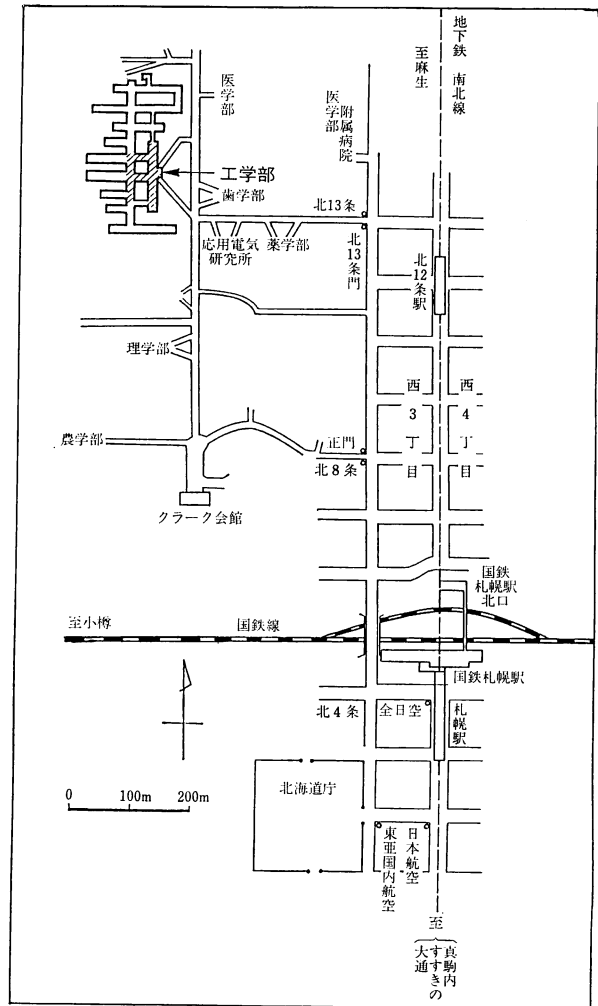 地下鉄 南北線
至麻生
医学部
医学部
附属病院
工学部
歯学部
北13条
応用電気
研究所
薬学部
北13条門
北12条駅
理学部
西3丁目
西4丁目
農学部
正門
北8条
クラーク会館
国鉄
札幌駅
北口
至小樽
国鉄線
国鉄札幌駅
北4条
全日空
札幌駅
北海道庁
0 100m 200m
東亜国内航空
日本航空
至
真駒内
すすきの
大通